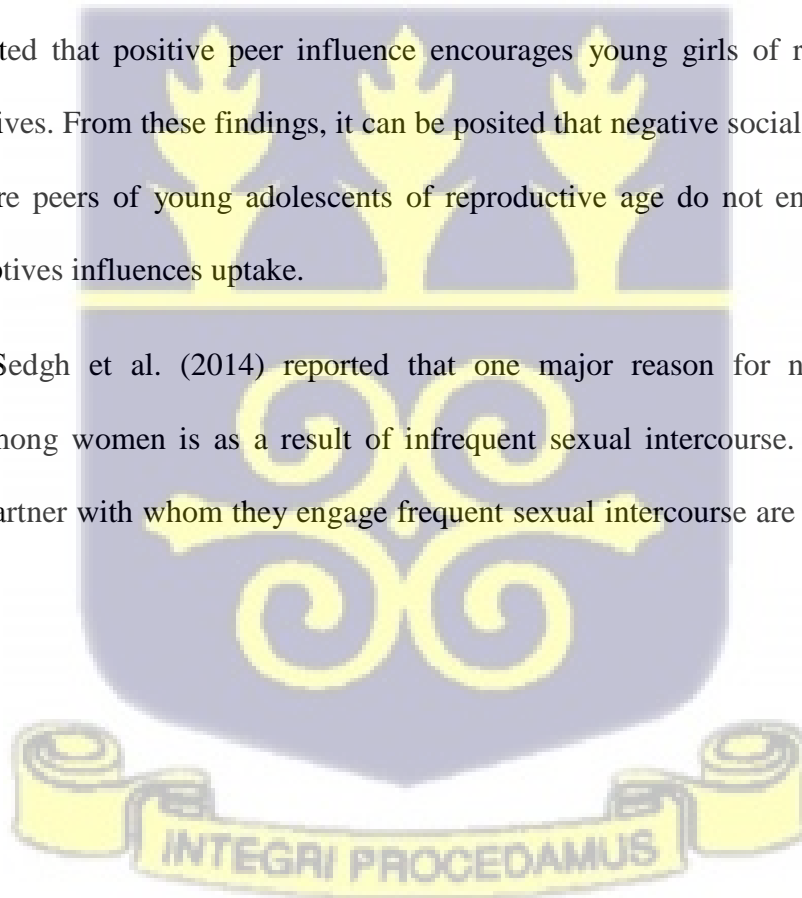 ted that positive peer influence encourages young girls of r
ives. From these findings, it can be posited that negative social
re peers of young adolescents of reproductive age do not en
ptives influences uptake.
Sedgh et al. (2014) reported that one major reason for n
mong women is as a result of infrequent sexual intercourse.
artner with whom they engage frequent sexual intercourse are
INTEGRI PROCEDAMUS